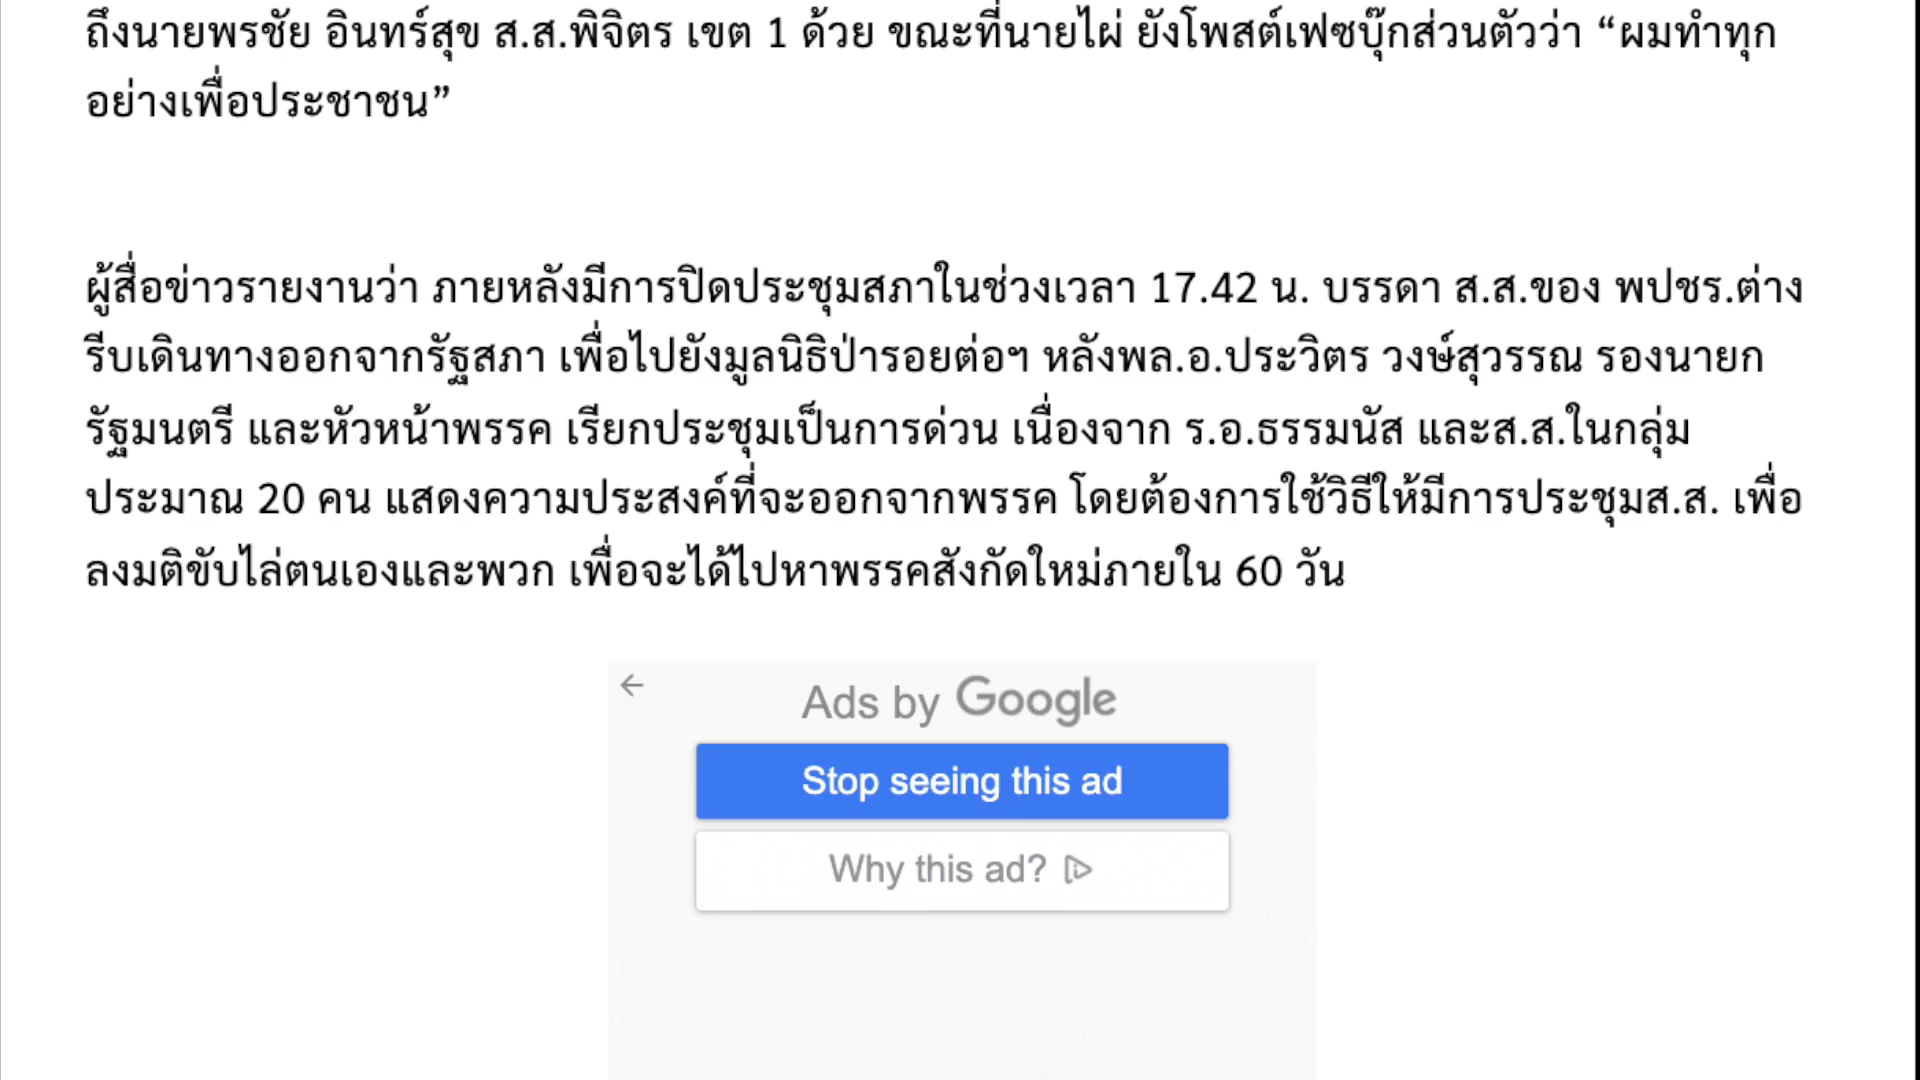 ถึงนายพรชัย อินทร์สุข ส.ส.พิจิตร เขต 1 ด้วย ขณะที่นายไผ่ ยังโพสต์เฟซบุ๊กส่วนตัวว่า “ผมทำทุก
อย่างเพื่อประชาชน”
ผู้สื่อข่าวรายงานว่า ภายหลังมีการปิดประชุมสภาในช่วงเวลา 17.42 น. บรรดา ส.ส.ของ พปชร.ต่าง
รีบเดินทางออกจากรัฐสภา เพื่อไปยังมูลนิธิป่ารอยต่อฯ หลังพล.อ.ประวิตร วงษ์สุวรรณ รองนายก
รัฐมนตรี และหัวหน้าพรรค เรียกประชุมเป็นการด่วน เนื่องจาก ร.อ.ธรรมนัส และส.ส.ในกลุ่ม
ประมาณ 20 คน แสดงความประสงค์ที่จะออกจากพรรค โดยต้องการใช้วิธีให้มีการประชุมส.ส. เพื่อ
ลงมติขับไล่ตนเองและพวก เพื่อจะได้ไปหาพรรคสังกัดใหม่ภายใน 60 วัน
Ads by Google
Stop seeing this ad
Why this ad?